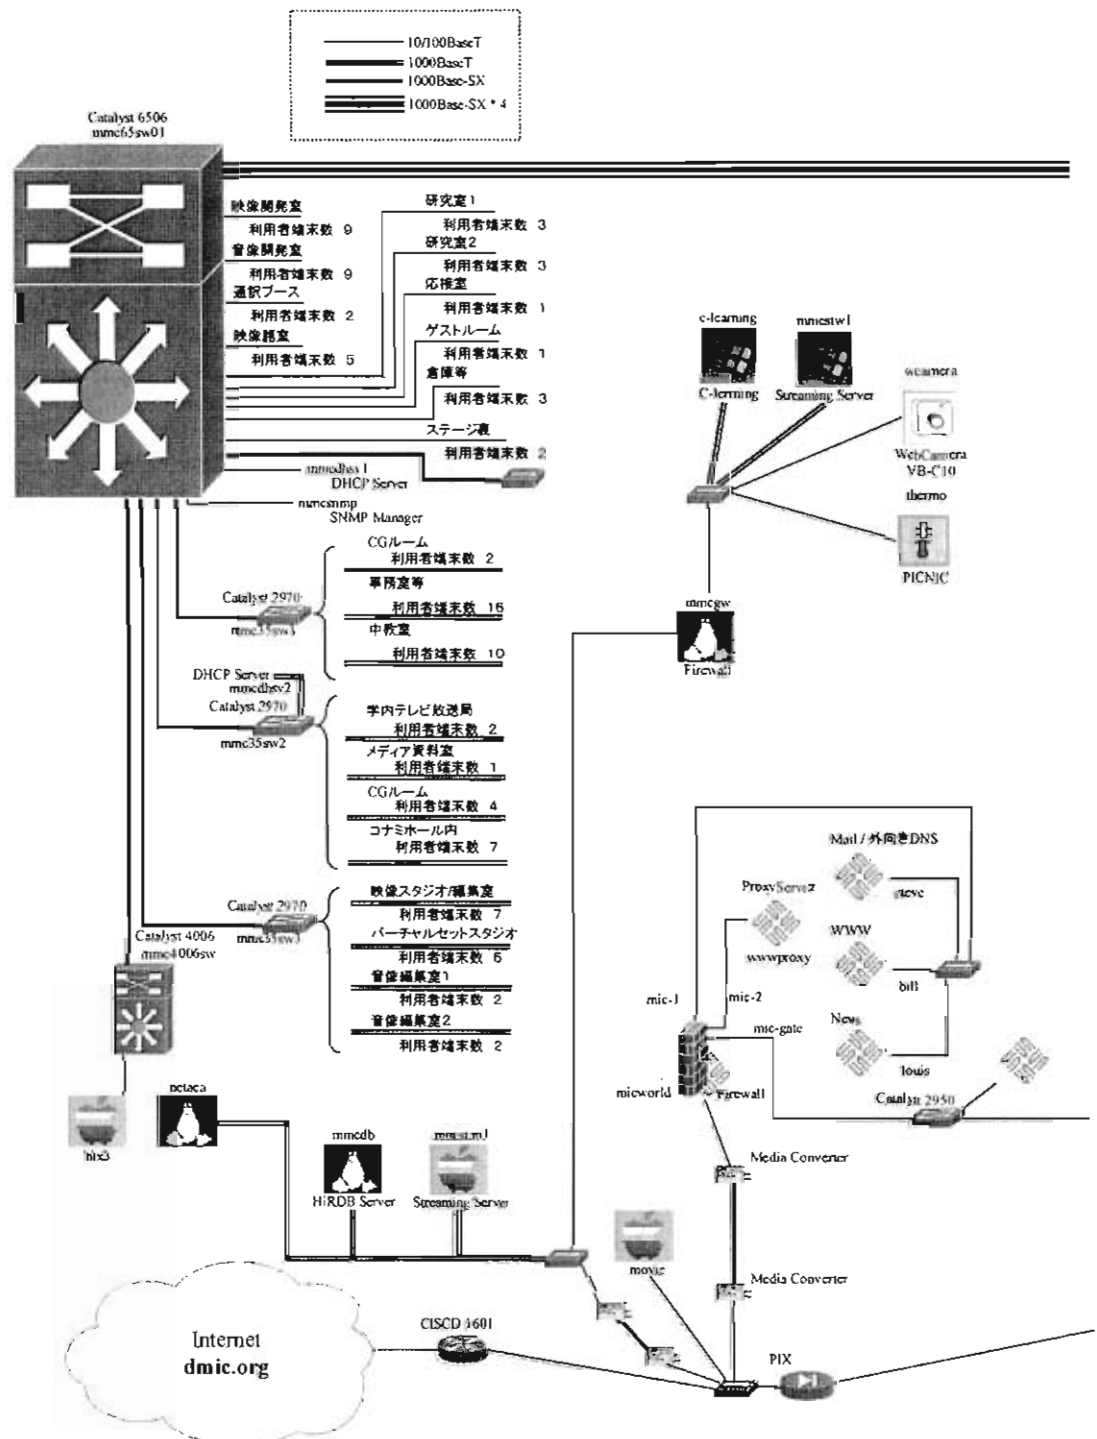 10/100BaseT
1000BaseT
1000Base-SX
1000Base-SX * 4
Catalyst 6506
mmc65sw01
映像開発室
利用者端末数 9
音像開発室
利用者端末数 9
通訳ブース
利用者端末数 2
利用者端末数 5
研究室1
利用者端末数 3
研究室2
利用者端末数 3
応接室
利用者端末数 1
ゲストルーム
利用者端末数 1
倉庫等
利用者端末数 3
ステージ裏
利用者端末数 2
mmcdhsv1
DHCP Server
mmcsnmp
SNMP Manager
CGルーム
利用者端末数 2
事務室等
利用者端末数 16
中教室
利用者端末数 10
Catalyst 2970
DHCP Server
mmcdhsv2
Catalyst 2970
mmc35sw2
学内テレビ放送局
利用者端末数 2
メディア資料室
利用者端末数 1
CGルーム
利用者端末数 4
コナミホール内
利用者端末数 7
Catalyst 2970
mmc35sw3
映像スタジオ/編集室
利用者端末数 7
バーチャルセットスタジオ
利用者端末数 6
音像編集室1
利用者端末数 2
音像編集室2
利用者端末数 2
Catalyst 4006
mmc4006sw
e-learning
mmcstw1
Streaming Server
wcamera
WebCamera
VB-C10
thermo
PICNIC
mmcgw
Firewall
Mail / 外向きDNS
steve
ProxyServer
wwwproxy
WWW
bill
News
louis
mic-1
mic-2
mic-gate
micworld
Firewall
Catalyst 2950
Media Converter
Media Converter
mmcdb
HiRDB Server
Streaming Server
movie
Internet
dmic.org
PIX